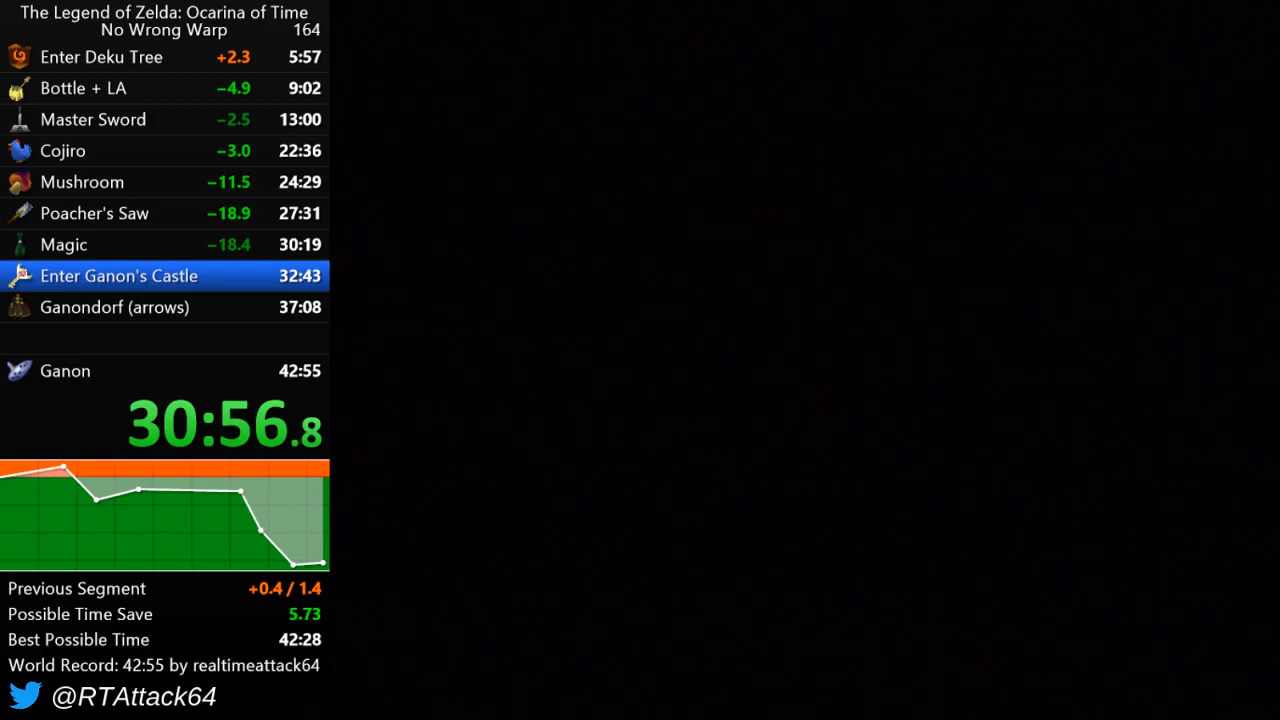 The Legend of Zelda: Ocarina of Time
No Wrong Warp 164
Enter Deku Tree +2.3 5:57
Bottle + LA −4.9 9:02
Master Sword −2.5 13:00
Cojiro −3.0 22:36
Mushroom −11.5 24:29
Poacher's Saw −18.9 27:31
Magic −18.4 30:19
Enter Ganon's Castle 32:43
Ganondorf (arrows) 37:08
Ganon 42:55
30:56.8
Previous Segment +0.4 / 1.4
Possible Time Save 5.73
Best Possible Time 42:28
World Record: 42:55 by realtimeattack64
@RTAttack64